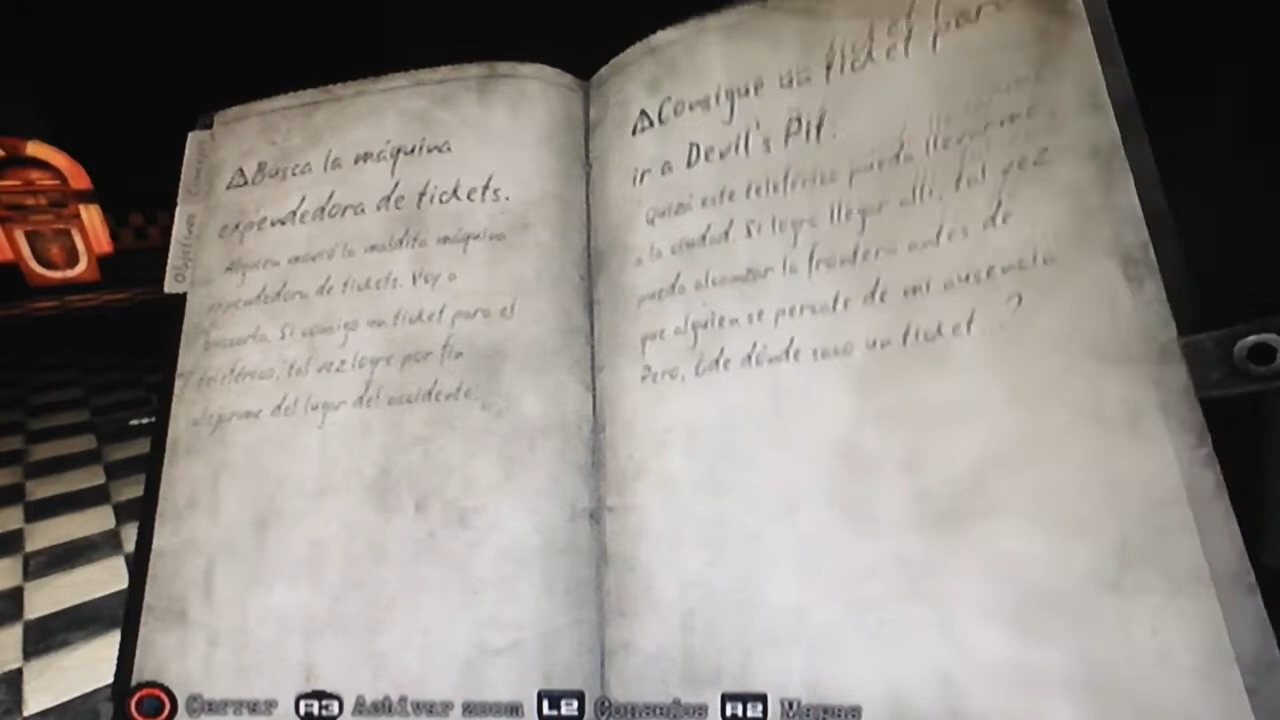 Objetivos
Consejos
Busca la máquina
expendedora de tickets.
Alguien movió la maldita máquina
expendedora de tickets. Voy a
buscarla. Si consigo un ticket para el
teleférico, tal vez logre por fin
alejarme del lugar del accidente.
Consigue un ticket para
ir a Devil's Pit.
Quizá este teleférico pueda llevarme
a la ciudad. Si logro llegar allí, tal vez
pueda alcanzar la frontera antes de
que alguien se percate de mi ausencia
Pero, ¿de dónde saco un ticket...?
Cerrar R3 Activar zoom L2 Consejos R2 Mapas